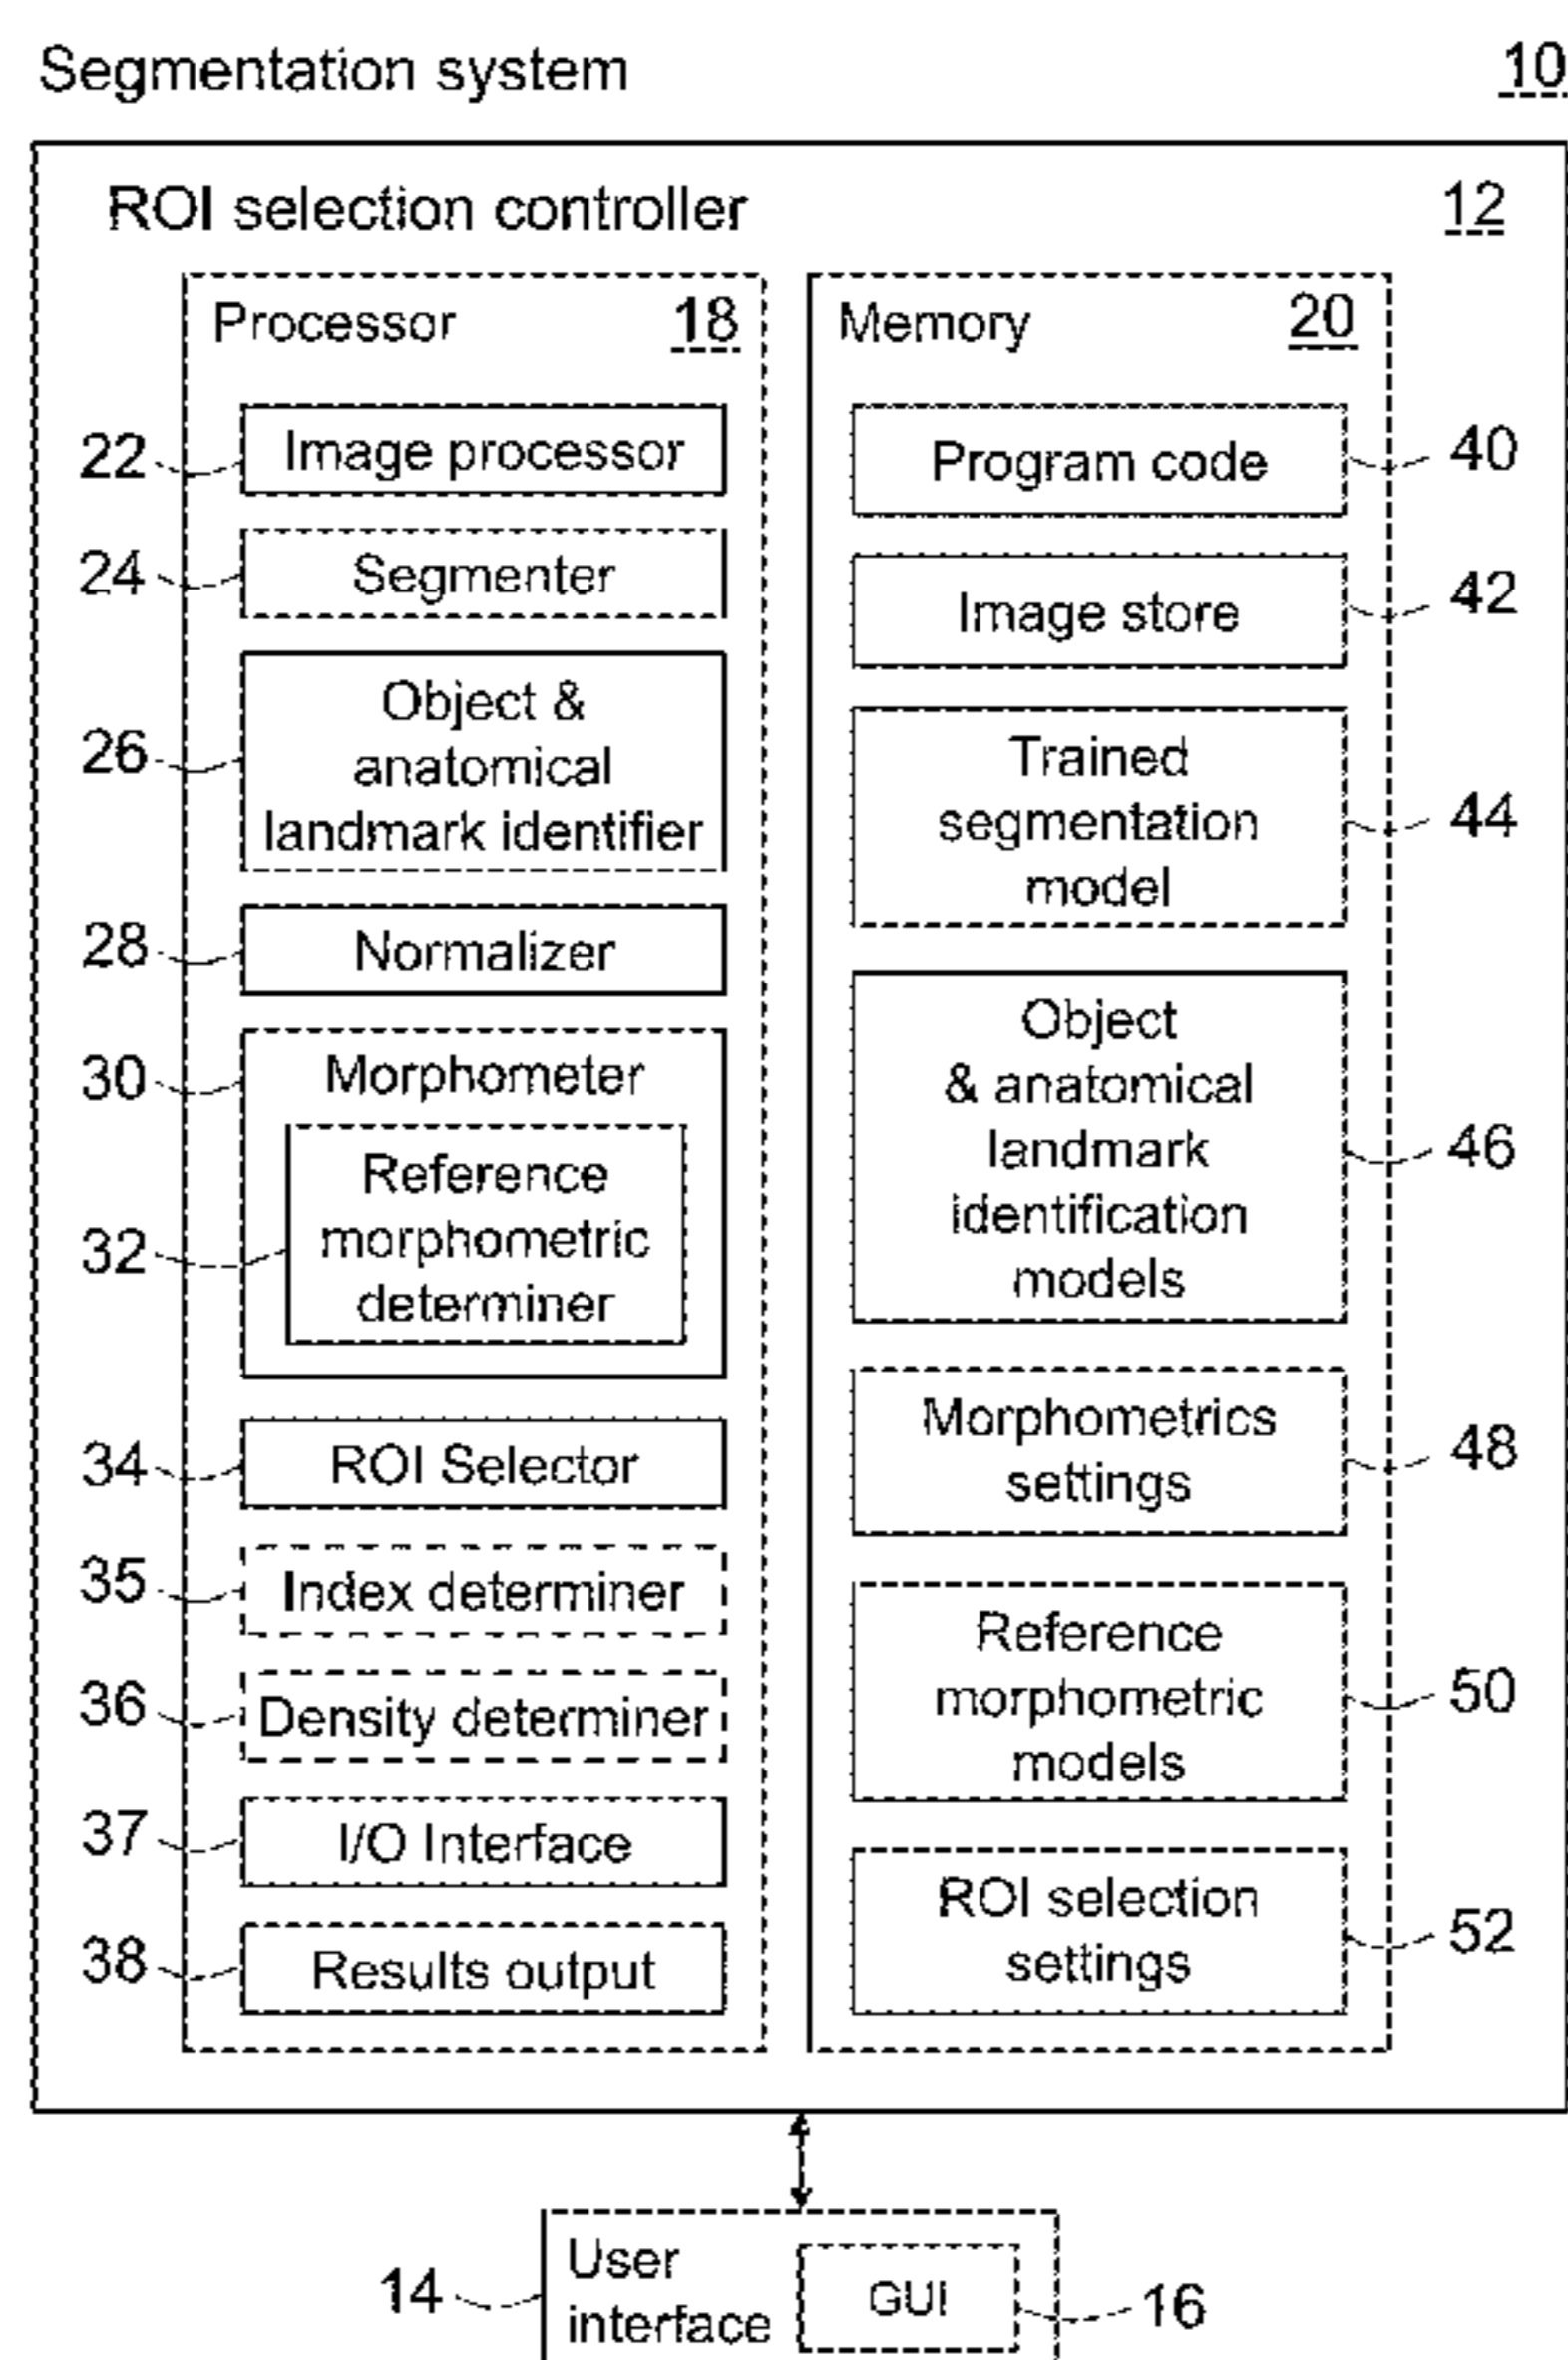 Segmentation system 10
ROI selection controller 12
Processor 18
22 Image processor
24 Segmenter
26 Object &
anatomical
landmark identifier
28 Normalizer
30 Morphometer
32 Reference
morphometric
determiner
34 ROI Selector
35 Index determiner
36 Density determiner
37 I/O Interface
38 Results output
Memory 20
Program code 40
Image store 42
Trained
segmentation
model
44
Object
& anatomical
landmark
identification
models
46
Morphometrics
settings
48
Reference
morphometric
models
50
ROI selection
settings
52
14 User
interface
GUI 16